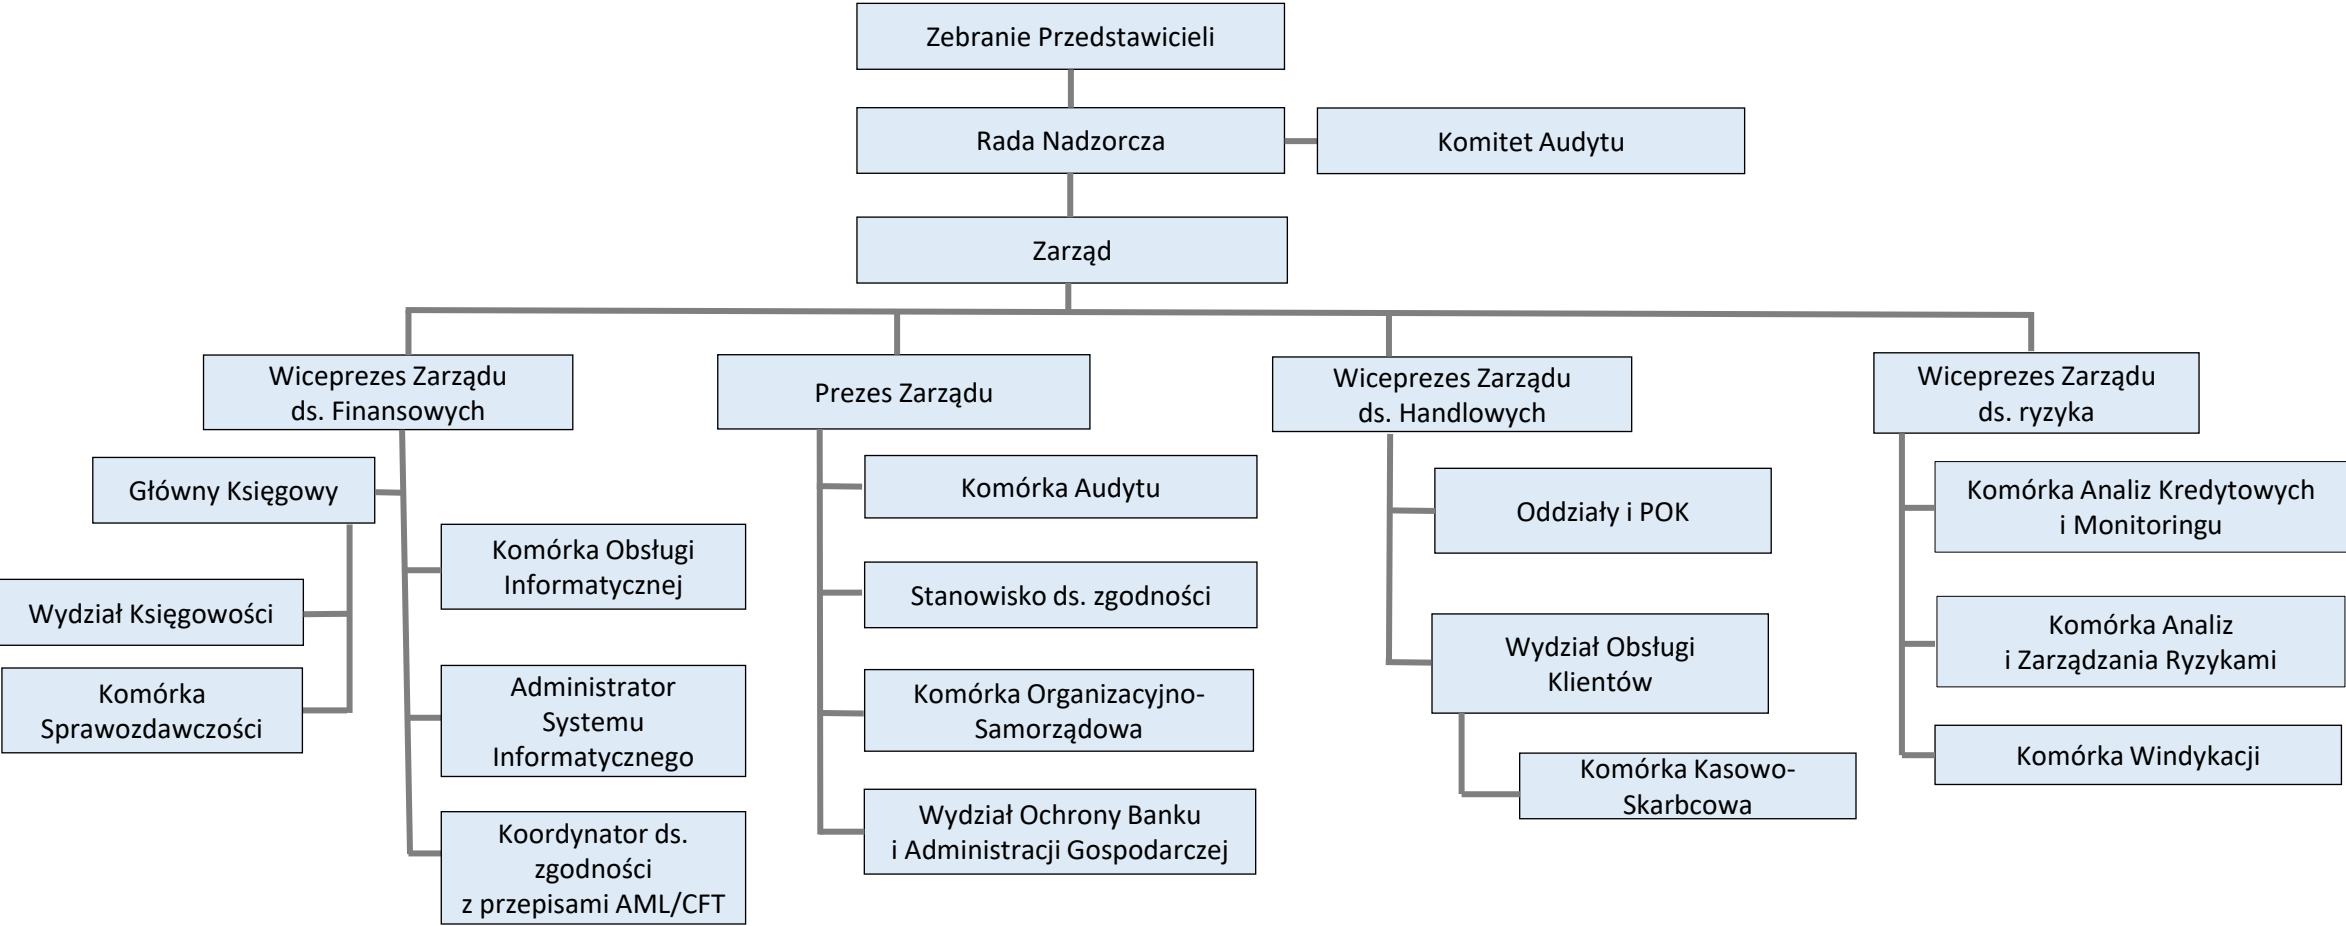 Zebranie Przedstawicieli
Rada Nadzorcza
Komitet Audytu
Zarząd
Wiceprezes Zarządu
ds. Finansowych
Prezes Zarządu
Wiceprezes Zarządu
ds. Handlowych
Wiceprezes Zarządu
ds. ryzyka
Główny Księgowy
Wydział Księgowości
Komórka
Sprawozdawczości
Komórka Obsługi
Informatycznej
Administrator
Systemu
Informatycznego
Koordynator ds.
zgodności
z przepisami AML/CFT
Komórka Audytu
Stanowisko ds. zgodności
Komórka Organizacyjno-
Samorządowa
Wydział Ochrony Banku
i Administracji Gospodarczej
Oddziały i POK
Wydział Obsługi
Klientów
Komórka Kasowo-
Skarbcowa
Komórka Analiz Kredytowych
i Monitoringu
Komórka Analiz
i Zarządzania Ryzykami
Komórka Windykacji